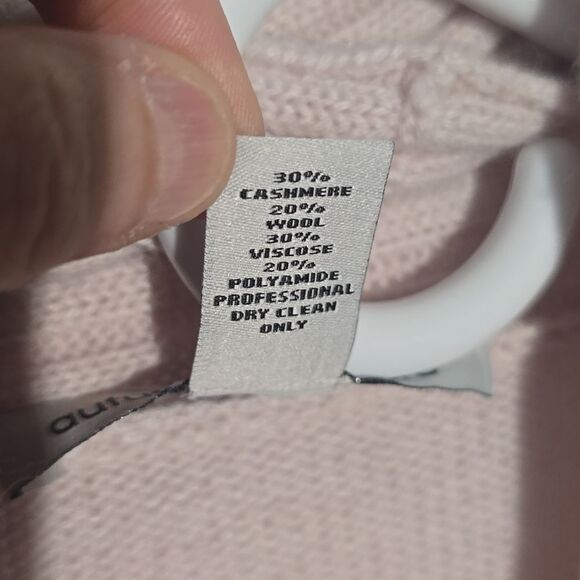 30%
CASHMERE
20%
WOOL
30%
VISCOSE
20%
POLYAMIDE
PROFESSIONAL
DRY CLEAN
ONLY